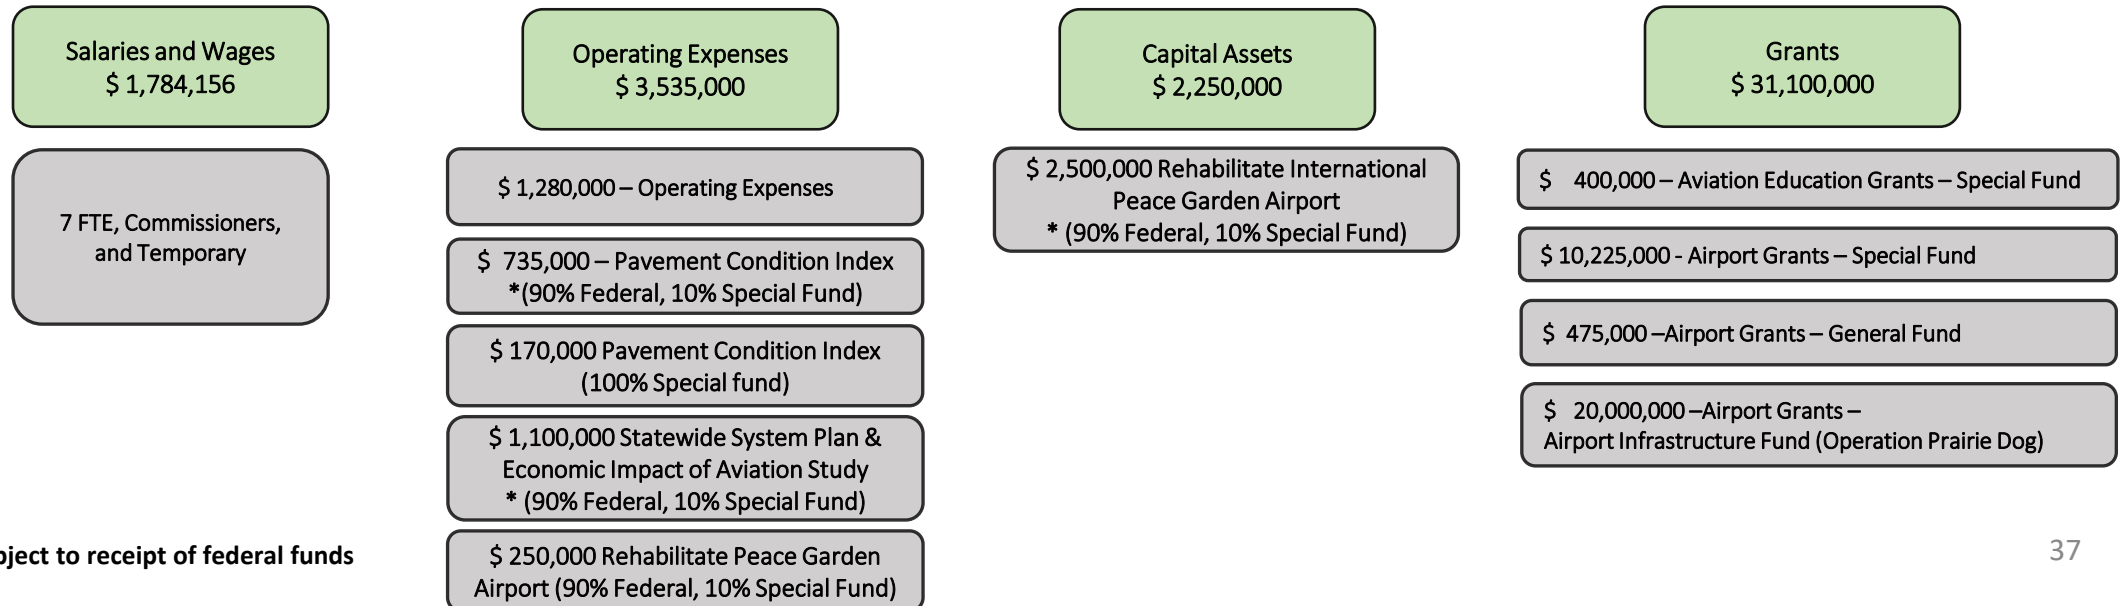 Salaries and Wages
$ 1,784,156
7 FTE, Commissioners,
and Temporary
Operating Expenses
$ 3,535,000
$ 1,280,000 – Operating Expenses
$ 735,000 – Pavement Condition Index
*(90% Federal, 10% Special Fund)
$ 170,000 Pavement Condition Index
(100% Special fund)
$ 1,100,000 Statewide System Plan &
Economic Impact of Aviation Study
* (90% Federal, 10% Special Fund)
$ 250,000 Rehabilitate Peace Garden
Airport (90% Federal, 10% Special Fund)
Capital Assets
$ 2,250,000
$ 2,500,000 Rehabilitate International
Peace Garden Airport
* (90% Federal, 10% Special Fund)
Grants
$ 31,100,000
$ 400,000 – Aviation Education Grants – Special Fund
$ 10,225,000 - Airport Grants – Special Fund
$ 475,000 –Airport Grants – General Fund
$ 20,000,000 –Airport Grants –
Airport Infrastructure Fund (Operation Prairie Dog)
to receipt of federal funds
37